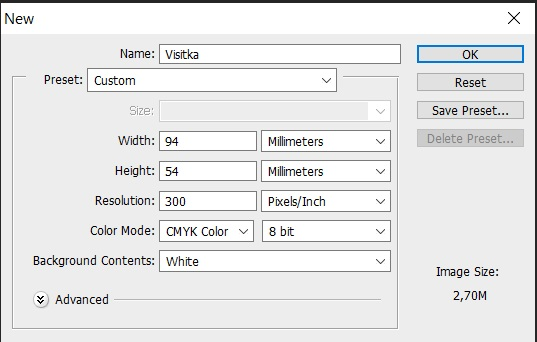 New
Name: Visitka
OK
Preset: Custom
Reset
Size:
Save Preset...
Width: 94 Millimeters
Delete Preset...
Height: 54 Millimeters
Resolution: 300 Pixels/Inch
Color Mode: CMYK Color 8 bit
Background Contents: White
Image Size:
2,70M
Advanced